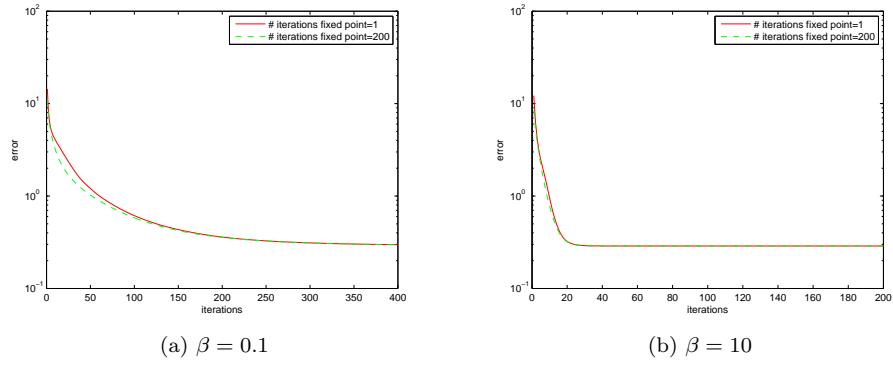 10^2
10^1
10^0
10^{-1}
error
0 50 100 150 200 250 300 350 400
iterations
# iterations fixed point=1
# iterations fixed point=200
(a) β = 0.1
10^2
10^1
10^0
10^{-1}
error
0 20 40 60 80 100 120 140 160 180 200
iterations
# iterations fixed point=1
# iterations fixed point=200
(b) β = 10